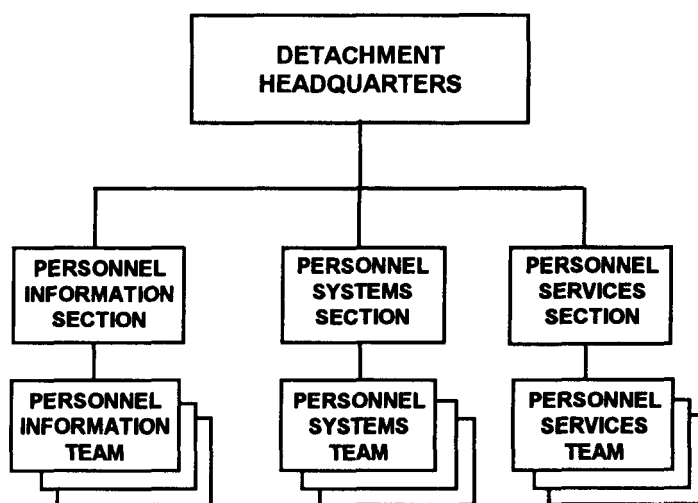 DETACHMENT
HEADQUARTERS
PERSONNEL
INFORMATION
SECTION
PERSONNEL
SYSTEMS
SECTION
PERSONNEL
SERVICES
SECTION
PERSONNEL
INFORMATION
TEAM
PERSONNEL
SYSTEMS
TEAM
PERSONNEL
SERVICES
TEAM